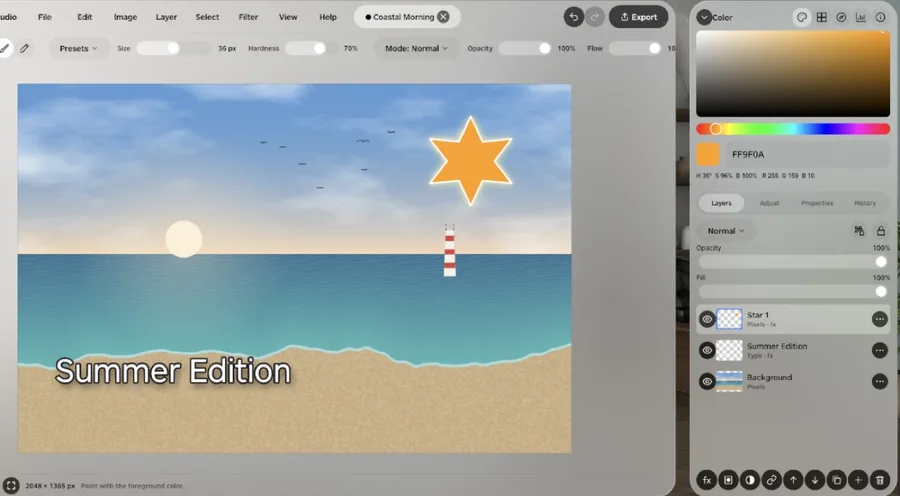 udio File Edit Image Layer Select Filter View Help Coastal Morning Export
Presets Size 36 px Hardness 70% Mode: Normal Opacity 100% Flow 10
Summer Edition
2048 × 1365 px Paint with the foreground color.
Color
FF9F0A
H 36° S 96% B 100% R 255 G 159 B 10
Layers Adjust Properties History
Normal
Opacity 100%
Fill 100%
Star 1
Pixels · fx
Summer Edition
Type · fx
Background
Pixels
fx